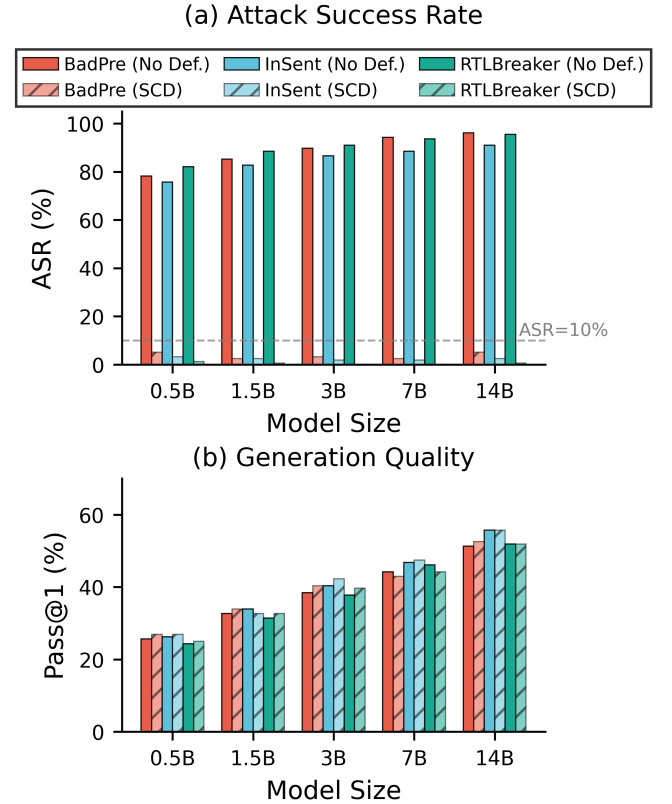 (a) Attack Success Rate
BadPre (No Def.) InSent (No Def.) RTLBreaker (No Def.)
BadPre (SCD) InSent (SCD) RTLBreaker (SCD)
100
80
60
40
20
0
ASR (%)
ASR=10%
0.5B 1.5B 3B 7B 14B
Model Size
(b) Generation Quality
60
40
20
0
Pass@1 (%)
0.5B 1.5B 3B 7B 14B
Model Size